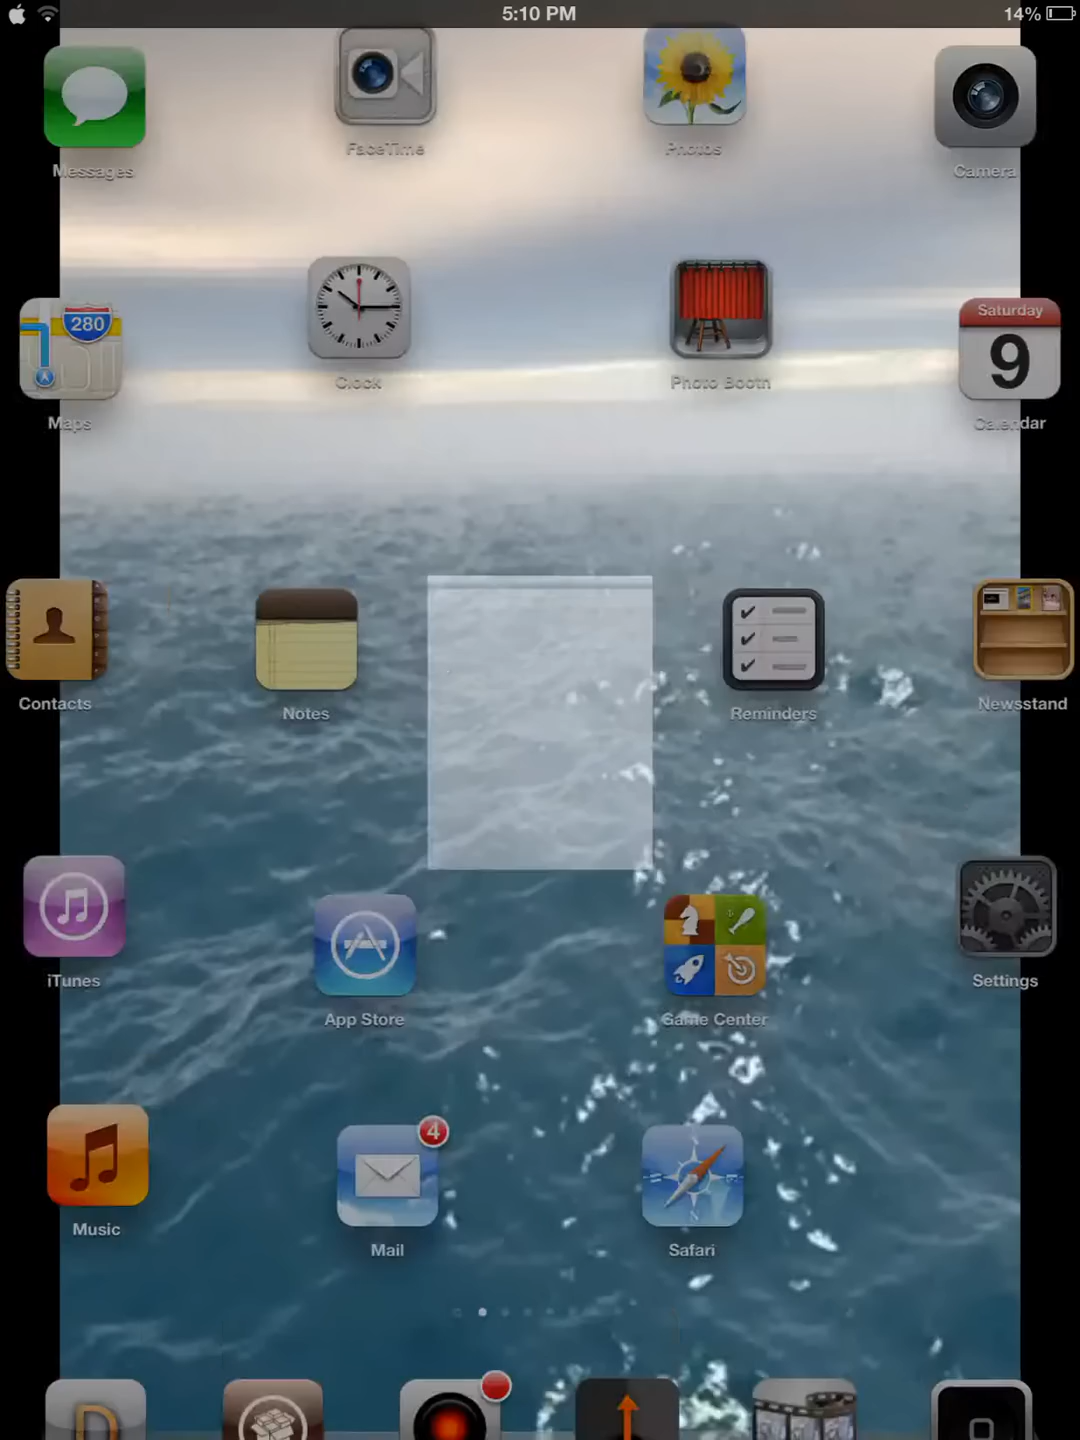 5:10 PM
14%
Messages
FaceTime
Photos
Camera
280
Saturday
9
Maps
Clock
Photo Booth
Calendar
Contacts
Notes
Reminders
Newsstand
iTunes
App Store
Game Center
Settings
4
Music
Mail
Safari
D